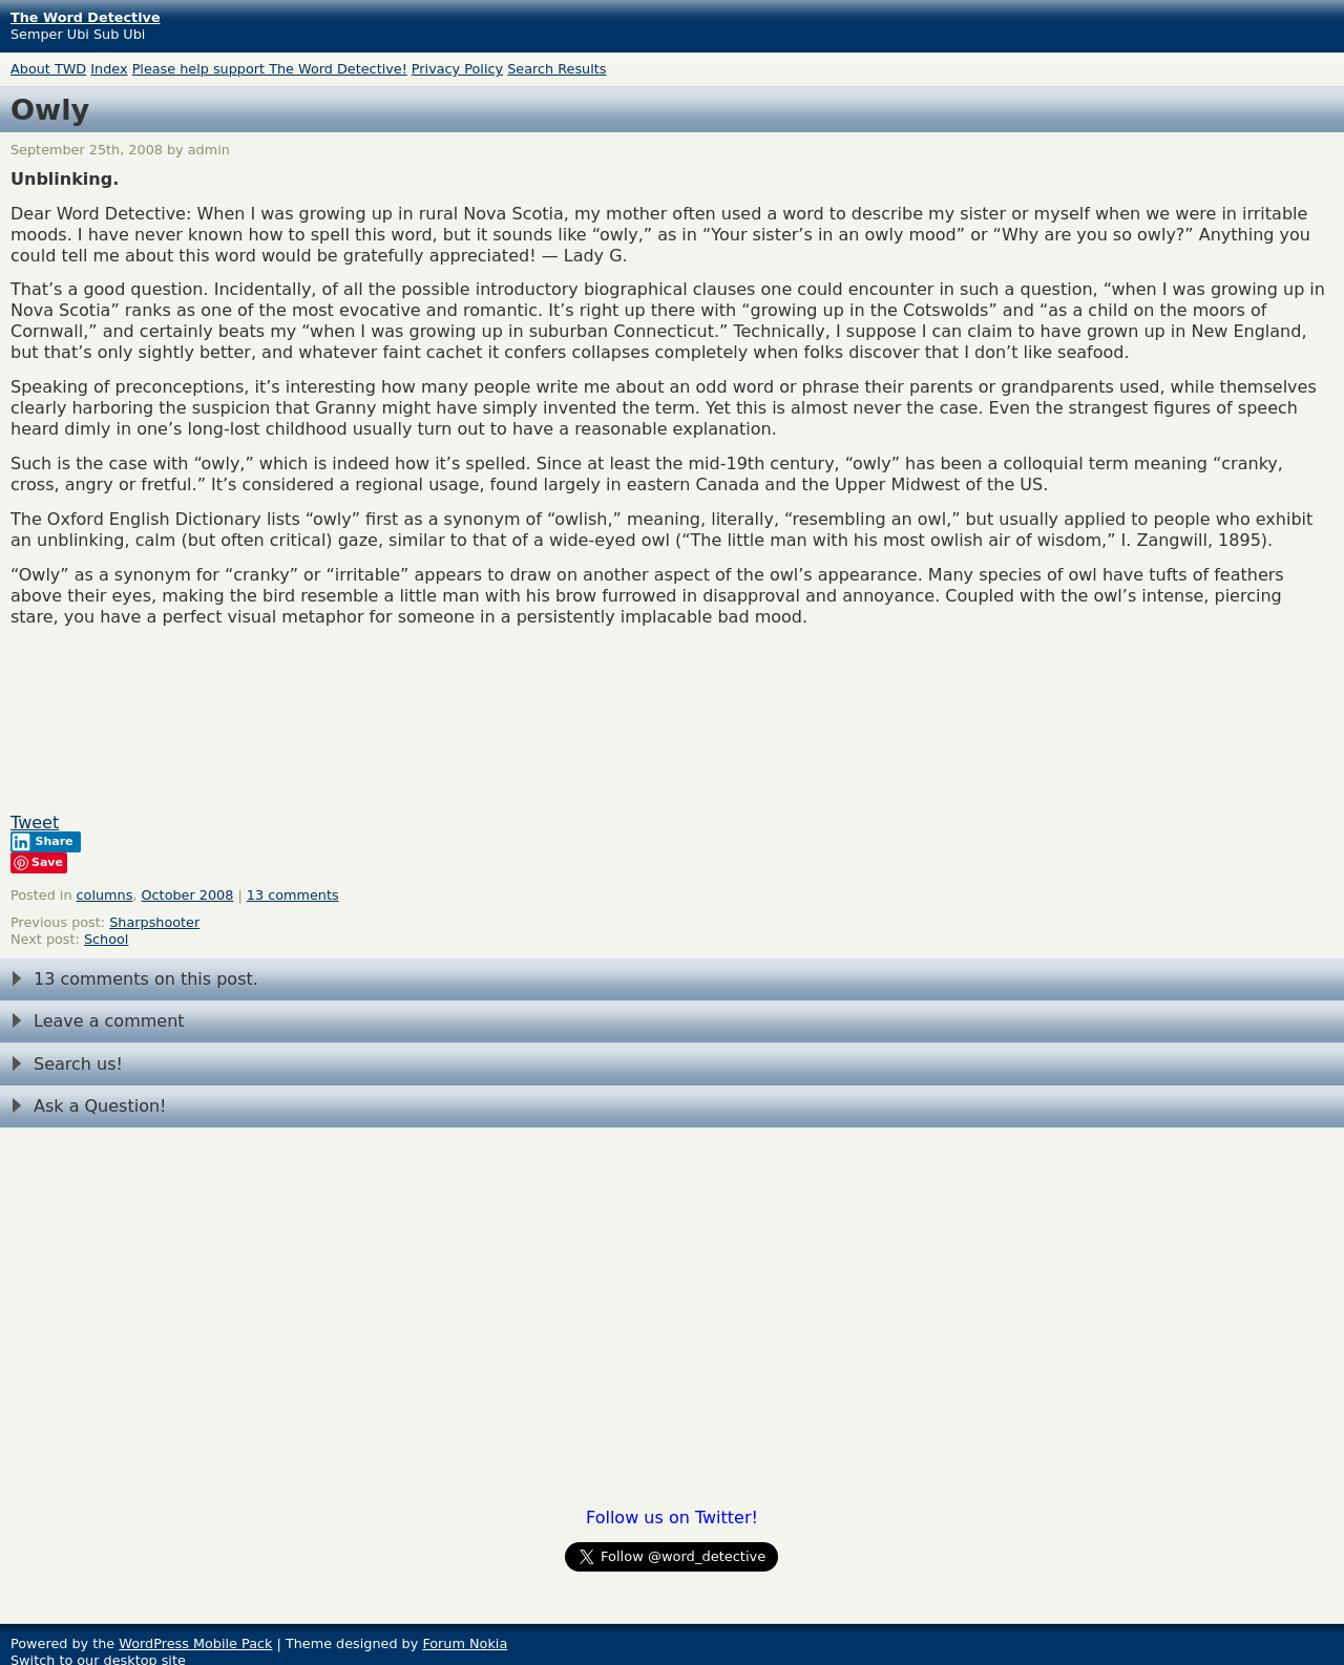 The Word Detective
Semper Ubi Sub Ubi
About TWD Index Please help support The Word Detective! Privacy Policy Search Results
Owly
September 25th, 2008 by admin
Unblinking.
Dear Word Detective: When I was growing up in rural Nova Scotia, my mother often used a word to describe my sister or myself when we were in irritable
moods. I have never known how to spell this word, but it sounds like “owly,” as in “Your sister’s in an owly mood” or “Why are you so owly?” Anything you
could tell me about this word would be gratefully appreciated! — Lady G.
That’s a good question. Incidentally, of all the possible introductory biographical clauses one could encounter in such a question, “when I was growing up in
Nova Scotia” ranks as one of the most evocative and romantic. It’s right up there with “growing up in the Cotswolds” and “as a child on the moors of
Cornwall,” and certainly beats my “when I was growing up in suburban Connecticut.” Technically, I suppose I can claim to have grown up in New England,
but that’s only sightly better, and whatever faint cachet it confers collapses completely when folks discover that I don’t like seafood.
Speaking of preconceptions, it’s interesting how many people write me about an odd word or phrase their parents or grandparents used, while themselves
clearly harboring the suspicion that Granny might have simply invented the term. Yet this is almost never the case. Even the strangest figures of speech
heard dimly in one’s long-lost childhood usually turn out to have a reasonable explanation.
Such is the case with “owly,” which is indeed how it’s spelled. Since at least the mid-19th century, “owly” has been a colloquial term meaning “cranky,
cross, angry or fretful.” It’s considered a regional usage, found largely in eastern Canada and the Upper Midwest of the US.
The Oxford English Dictionary lists “owly” first as a synonym of “owlish,” meaning, literally, “resembling an owl,” but usually applied to people who exhibit
an unblinking, calm (but often critical) gaze, similar to that of a wide-eyed owl (“The little man with his most owlish air of wisdom,” I. Zangwill, 1895).
“Owly” as a synonym for “cranky” or “irritable” appears to draw on another aspect of the owl’s appearance. Many species of owl have tufts of feathers
above their eyes, making the bird resemble a little man with his brow furrowed in disapproval and annoyance. Coupled with the owl’s intense, piercing
stare, you have a perfect visual metaphor for someone in a persistently implacable bad mood.
Tweet
in Share
Save
Posted in columns, October 2008 | 13 comments
Previous post: Sharpshooter
Next post: School
13 comments on this post.
Leave a comment
Search us!
Ask a Question!
Follow us on Twitter!
Follow @word_detective
Powered by the WordPress Mobile Pack | Theme designed by Forum Nokia
Switch to our desktop site